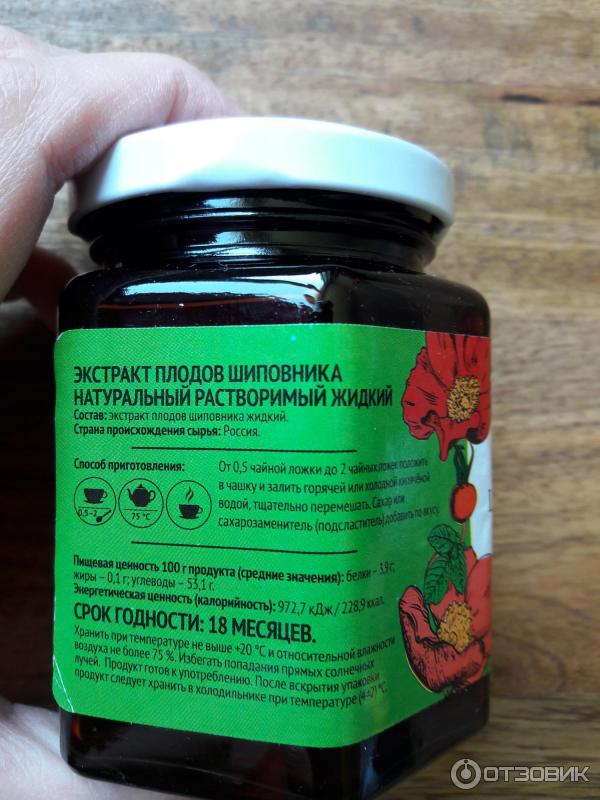 ЭКСТРАКТ ПЛОДОВ ШИПОВНИКА
НАТУРАЛЬНЫЙ РАСТВОРИМЫЙ ЖИДКИЙ
Состав: экстракт плодов шиповника жидкий.
Страна происхождения сырья: Россия.
Способ приготовления:
0,5–2
75 °C
От 0,5 чайной ложки до 2 чайных ложек положить
в чашку и залить горячей или холодной кипячёной
водой, тщательно перемешать. Сахар или
сахарозаменитель (подсластитель) добавить по вкусу.
Пищевая ценность 100 г продукта (средние значения): белки – 3,9 г;
жиры – 0,1 г; углеводы – 53,1 г.
Энергетическая ценность (калорийность): 972,7 кДж / 228,9 ккал.
СРОК ГОДНОСТИ: 18 МЕСЯЦЕВ.
Хранить при температуре не выше +20 °C и относительной влажности
воздуха не более 75 %. Избегать попадания прямых солнечных
лучей. Продукт готов к употреблению. После вскрытия упаковки
продукт следует хранить в холодильнике при температуре (4±2) °C.
ОТЗОВИК